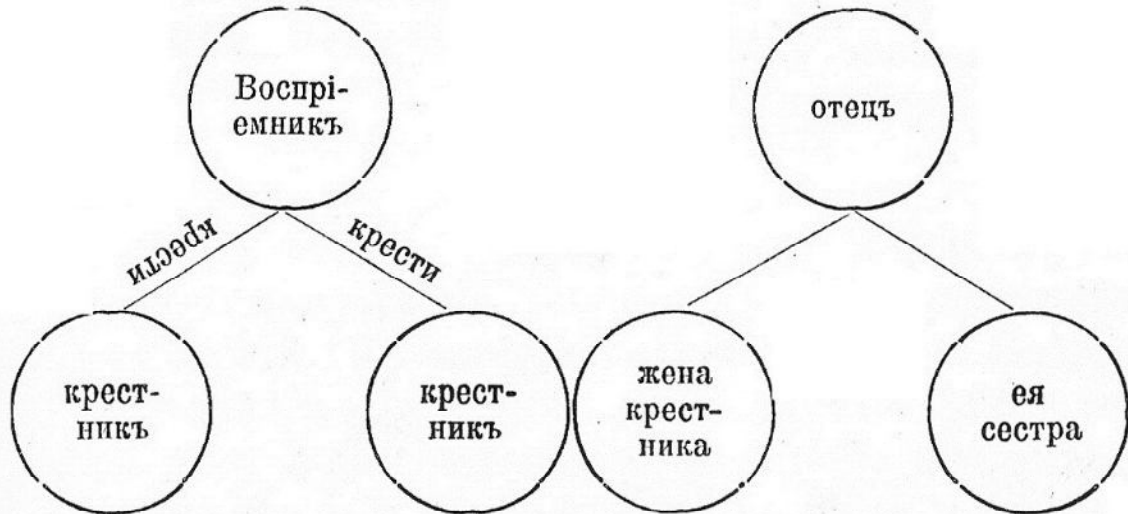 Воспрі-
емникъ
отецъ
крести
крести
крест-
никъ
крест-
никъ
жена
крест-
ника
ея
сестра